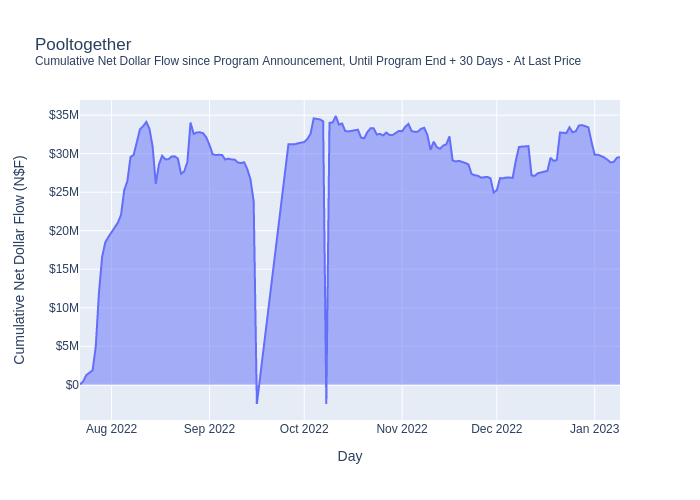 Pooltogether
Cumulative Net Dollar Flow since Program Announcement, Until Program End + 30 Days - At Last Price
Cumulative Net Dollar Flow (N$F)
$35M
$30M
$25M
$20M
$15M
$10M
$5M
$0
Aug 2022
Sep 2022
Oct 2022
Nov 2022
Dec 2022
Jan 2023
Day